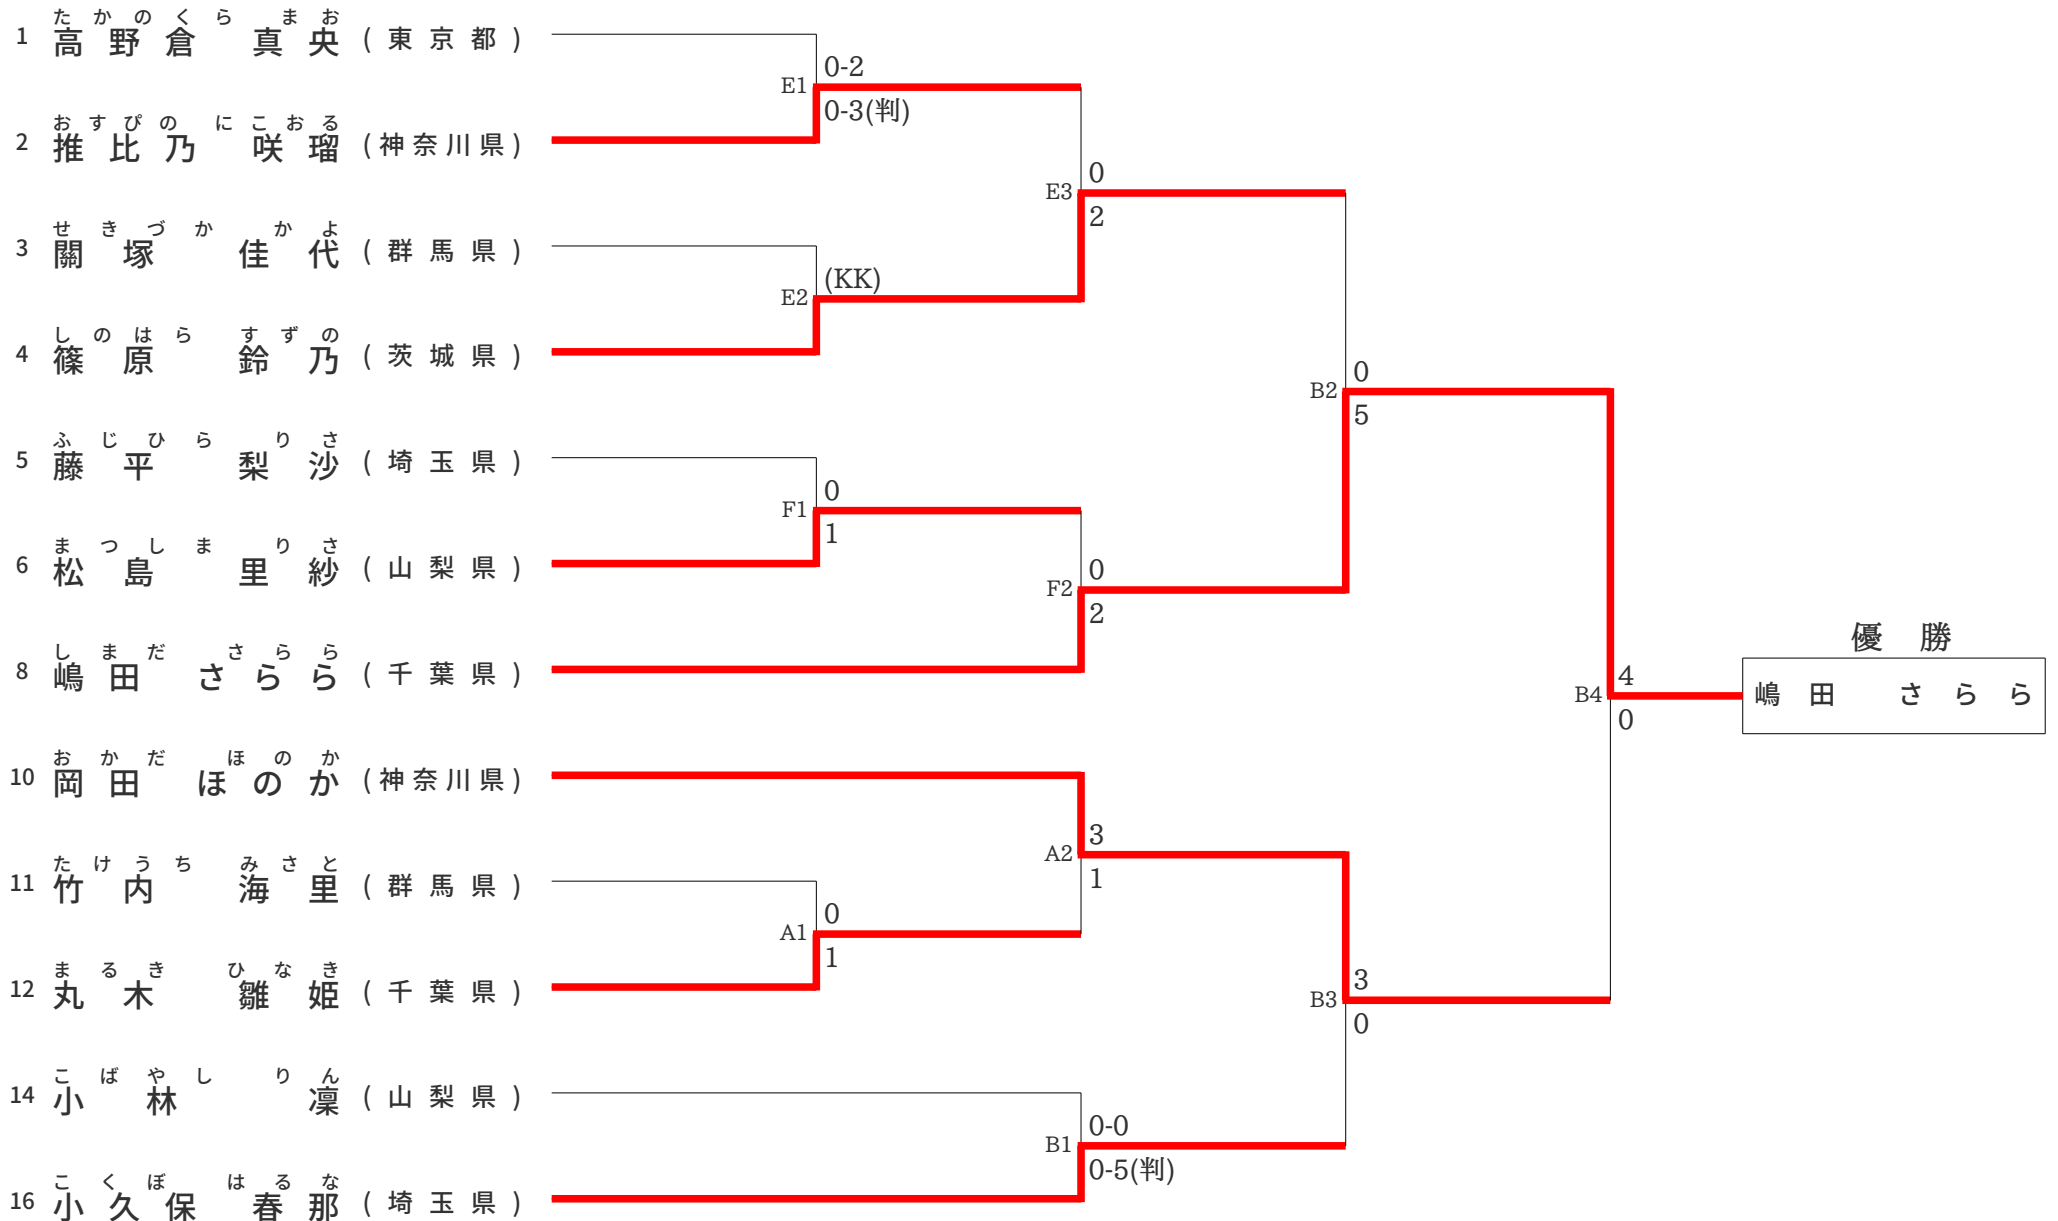 たかのくら まお
1 高野倉 真央 (東京都)
0-2
E1
0-3(判)
おすぴの にこおる
2 推比乃 咲瑠 (神奈川県)
0
E3
2
せきづか かよ
3 關塚 佳代 (群馬県)
(KK)
E2
しのはら すずの
4 篠原 鈴乃 (茨城県)
0
B2
5
ふじひら りさ
5 藤平 梨沙 (埼玉県)
0
F1
1
まつしま りさ
6 松島 里紗 (山梨県)
0
F2
2
しまだ さらら
8 嶋田 さらら (千葉県)
優勝
4
B4 嶋田 さらら
0
おかだ ほのか
10 岡田 ほのか (神奈川県)
3
A2
1
たけうち みさと
11 竹内 海里 (群馬県)
0
A1
1
まるき ひなき
12 丸木 雛姫 (千葉県)
3
B3
0
こばやし りん
14 小林 凜 (山梨県)
0-0
B1
0-5(判)
こくぼ はるな
16 小久保 春那 (埼玉県)